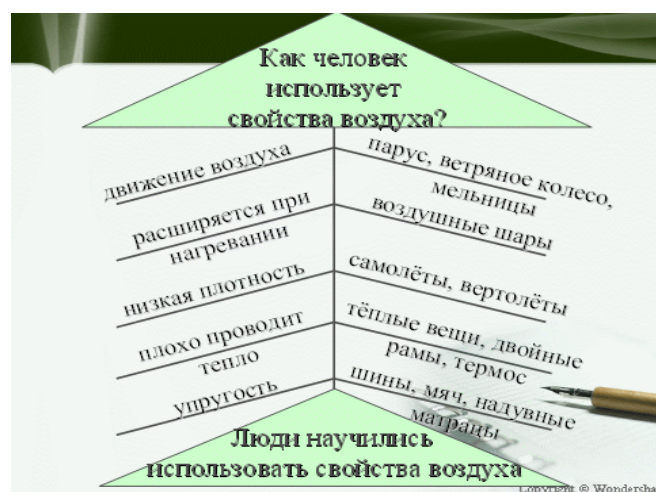 Как человек
использует
свойства воздуха?
движение воздуха
парус, ветряное колесо,
мельницы
расширяется при
нагревании
воздушные шары
низкая плотность
самолёты, вертолёты
плохо проводит
тепло
тёплые вещи, двойные
рамы, термос
упругость
шины, мяч, надувные
матрацы
Люди научились
использовать свойства воздуха
Copyright © Wondersha